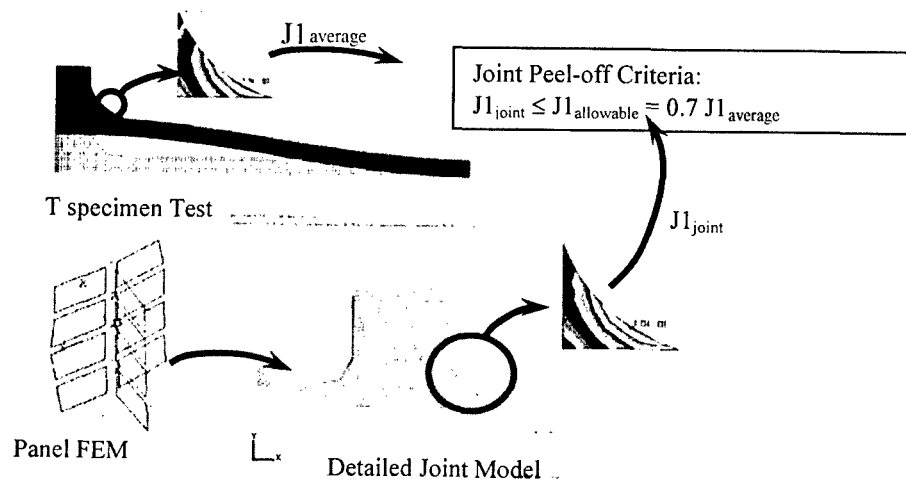 J1 average
Joint Peel-off Criteria:
J1joint ≤ J1allowable = 0.7 J1average
T specimen Test
J1joint
Panel FEM
Y
X
Detailed Joint Model